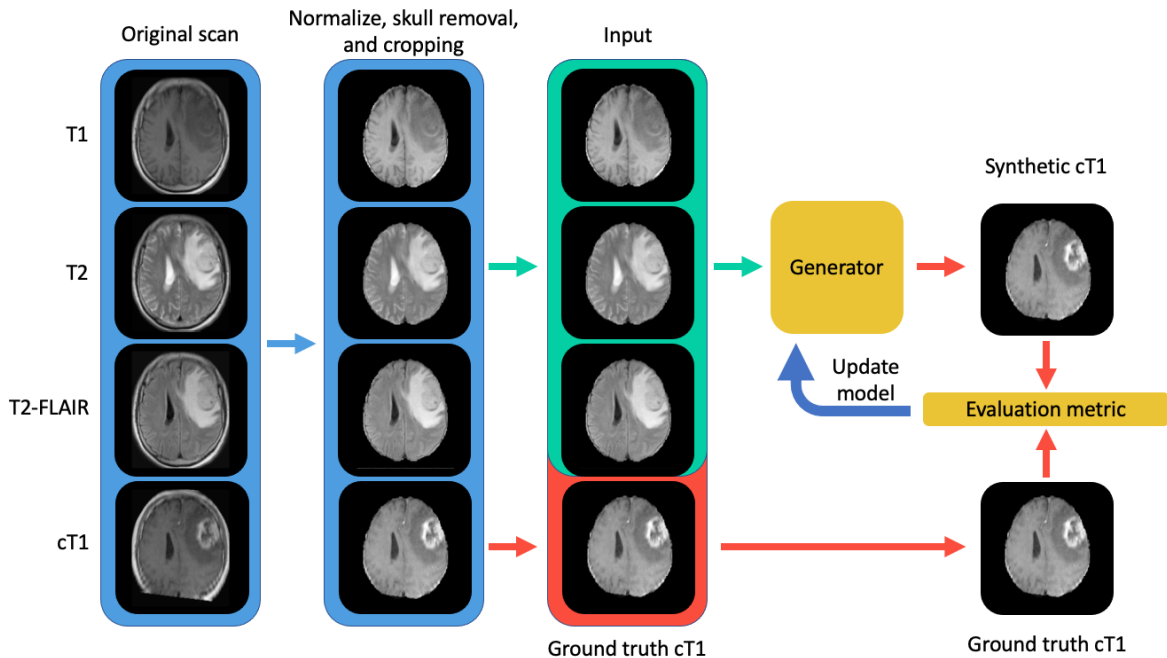 Original scan
Normalize, skull removal,
and cropping
Input
T1
T2
T2-FLAIR
cT1
Generator
Synthetic cT1
Update
model
Evaluation metric
Ground truth cT1
Ground truth cT1